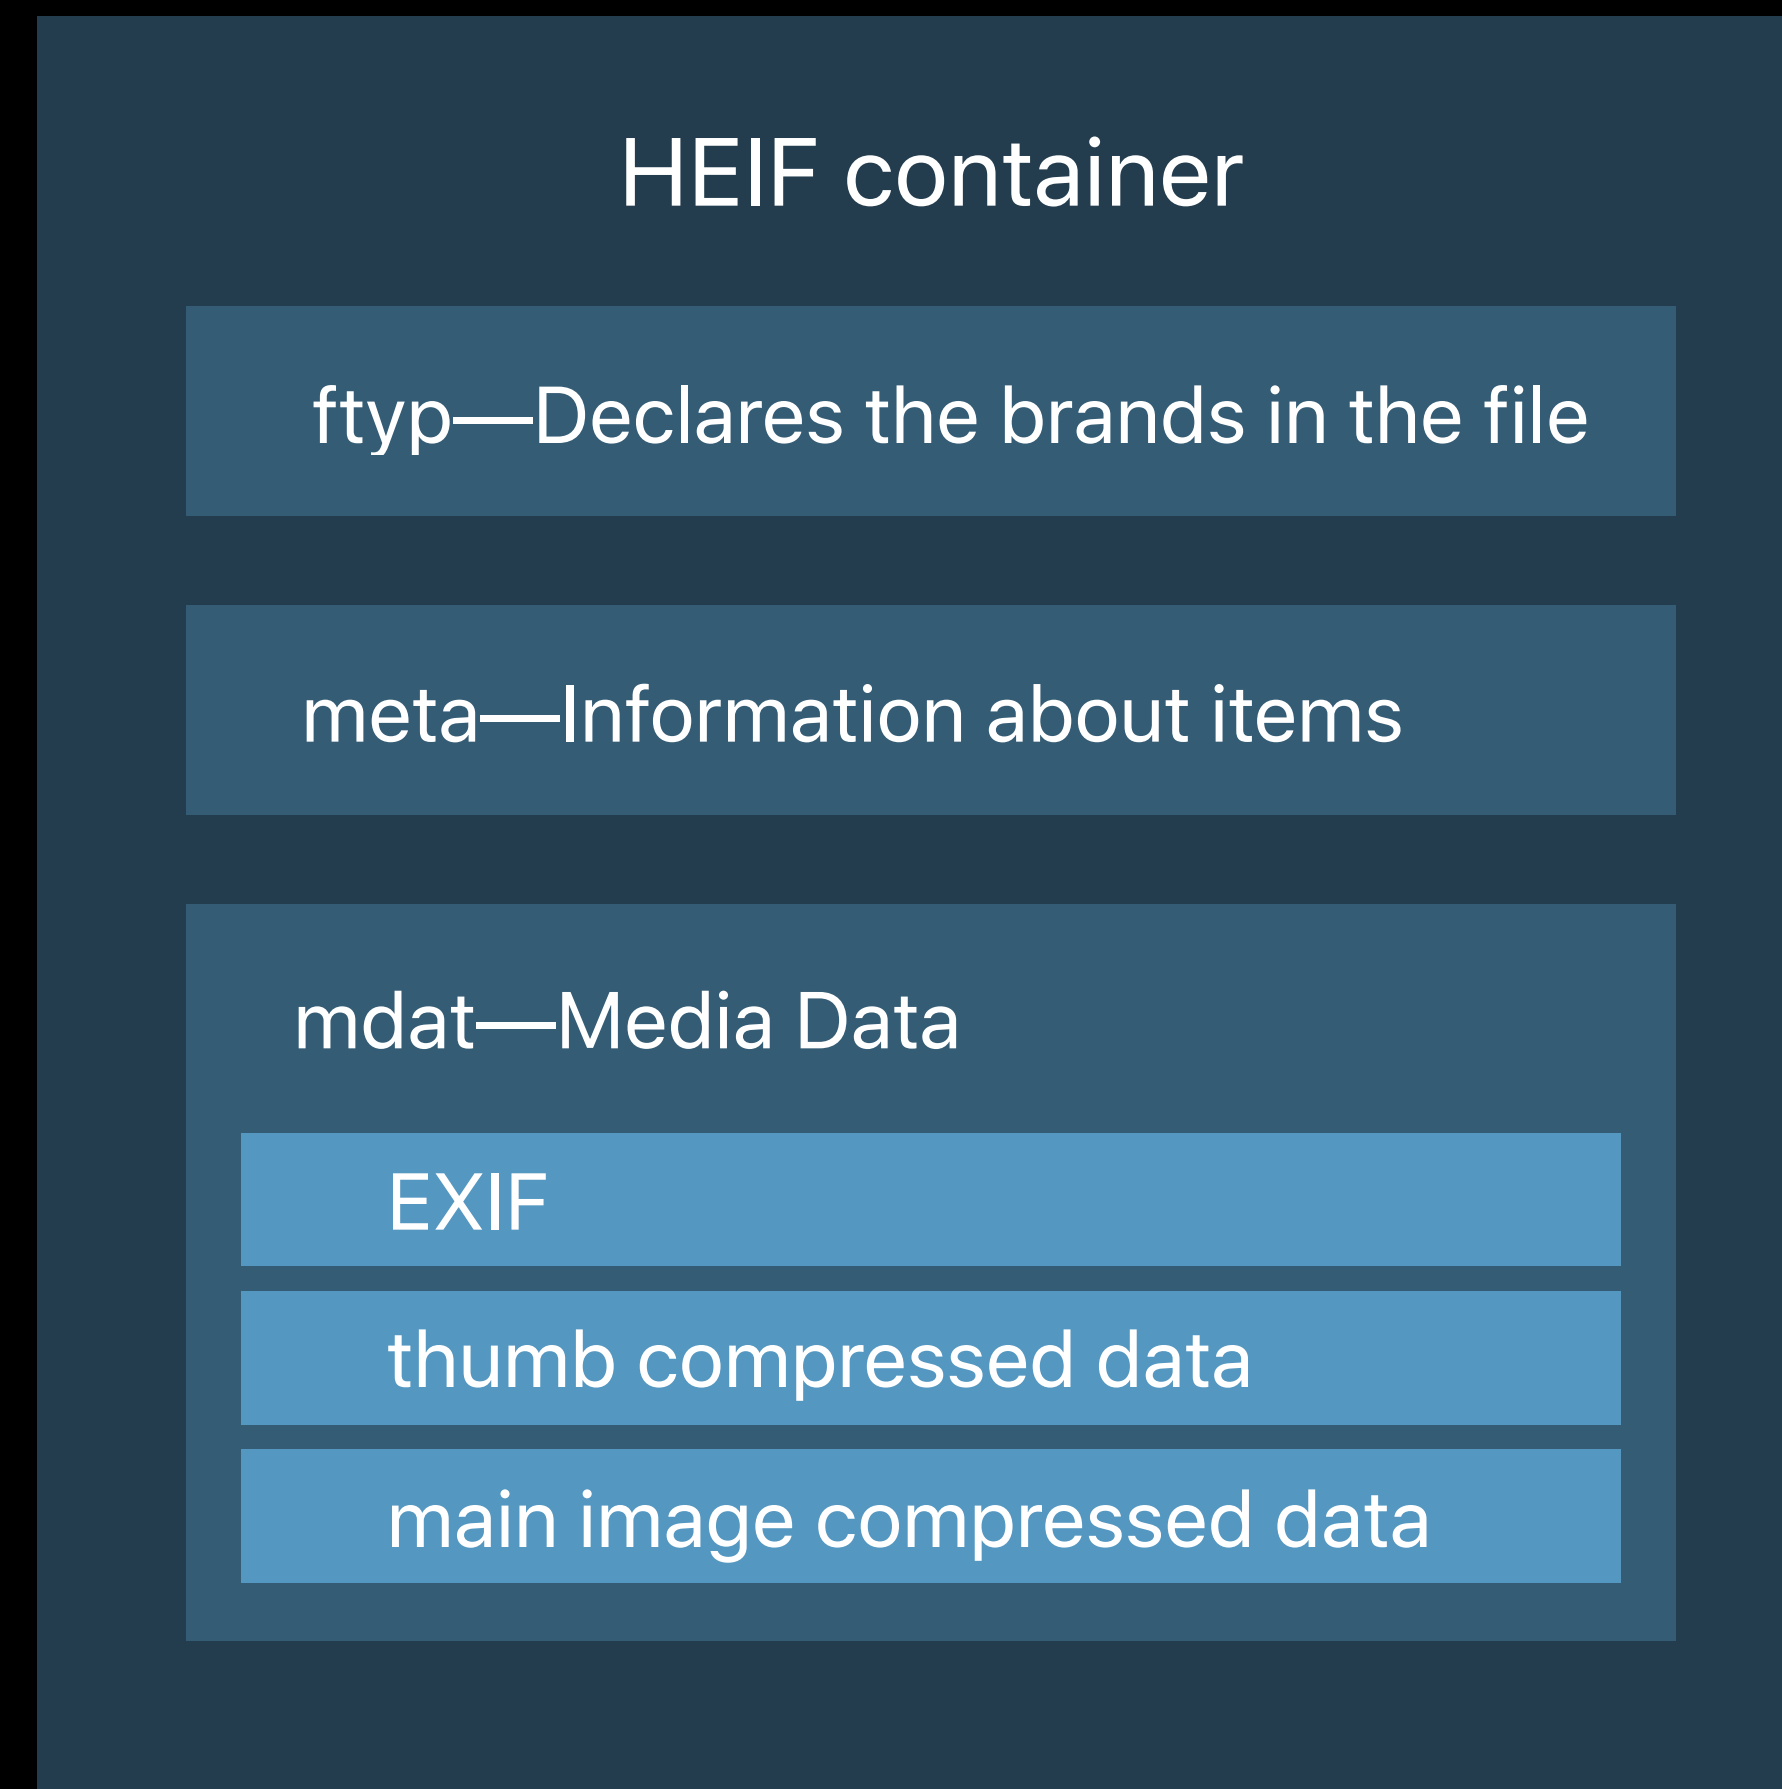 HEIF container
ftyp—Declares the brands in the file
meta—Information about items
mdat—Media Data
EXIF
thumb compressed data
main image compressed data